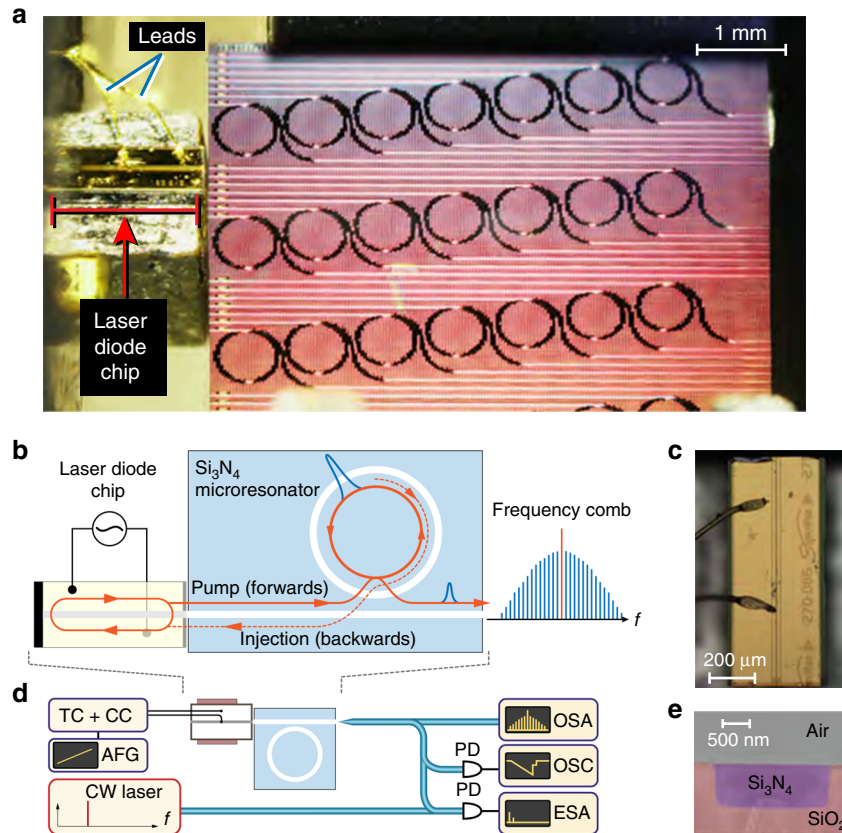 a
Leads
1 mm
Laser
diode
chip
b
Laser diode
chip
Si₃N₄
microresonator
Frequency comb
Pump (forwards)
Injection (backwards)
f
c
200 μm
d
TC + CC
AFG
CW laser
f
PD
PD
OSA
OSC
ESA
e
500 nm
Air
Si₃N₄
SiO₂